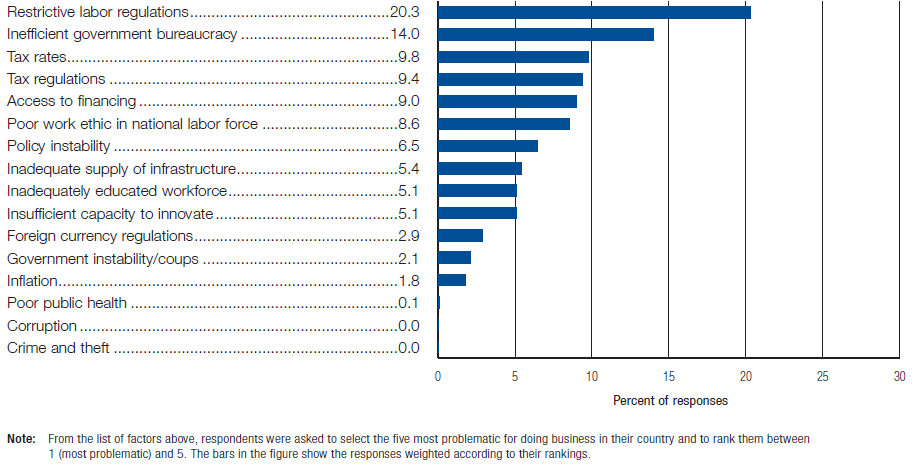 Restrictive labor regulations..................................................20.3
Inefficient government bureaucracy .....................................14.0
Tax rates...................................................................................9.8
Tax regulations ........................................................................9.4
Access to financing .................................................................9.0
Poor work ethic in national labor force ..................................8.6
Policy instability .......................................................................6.5
Inadequate supply of infrastructure........................................5.4
Inadequately educated workforce..........................................5.1
Insufficient capacity to innovate .............................................5.1
Foreign currency regulations...................................................2.9
Government instability/coups .................................................2.1
Inflation.....................................................................................1.8
Poor public health ...................................................................0.1
Corruption ................................................................................0.0
Crime and theft .......................................................................0.0
0 5 10 15 20 25 30
Percent of responses
Note: From the list of factors above, respondents were asked to select the five most problematic for doing business in their country and to rank them between
1 (most problematic) and 5. The bars in the figure show the responses weighted according to their rankings.